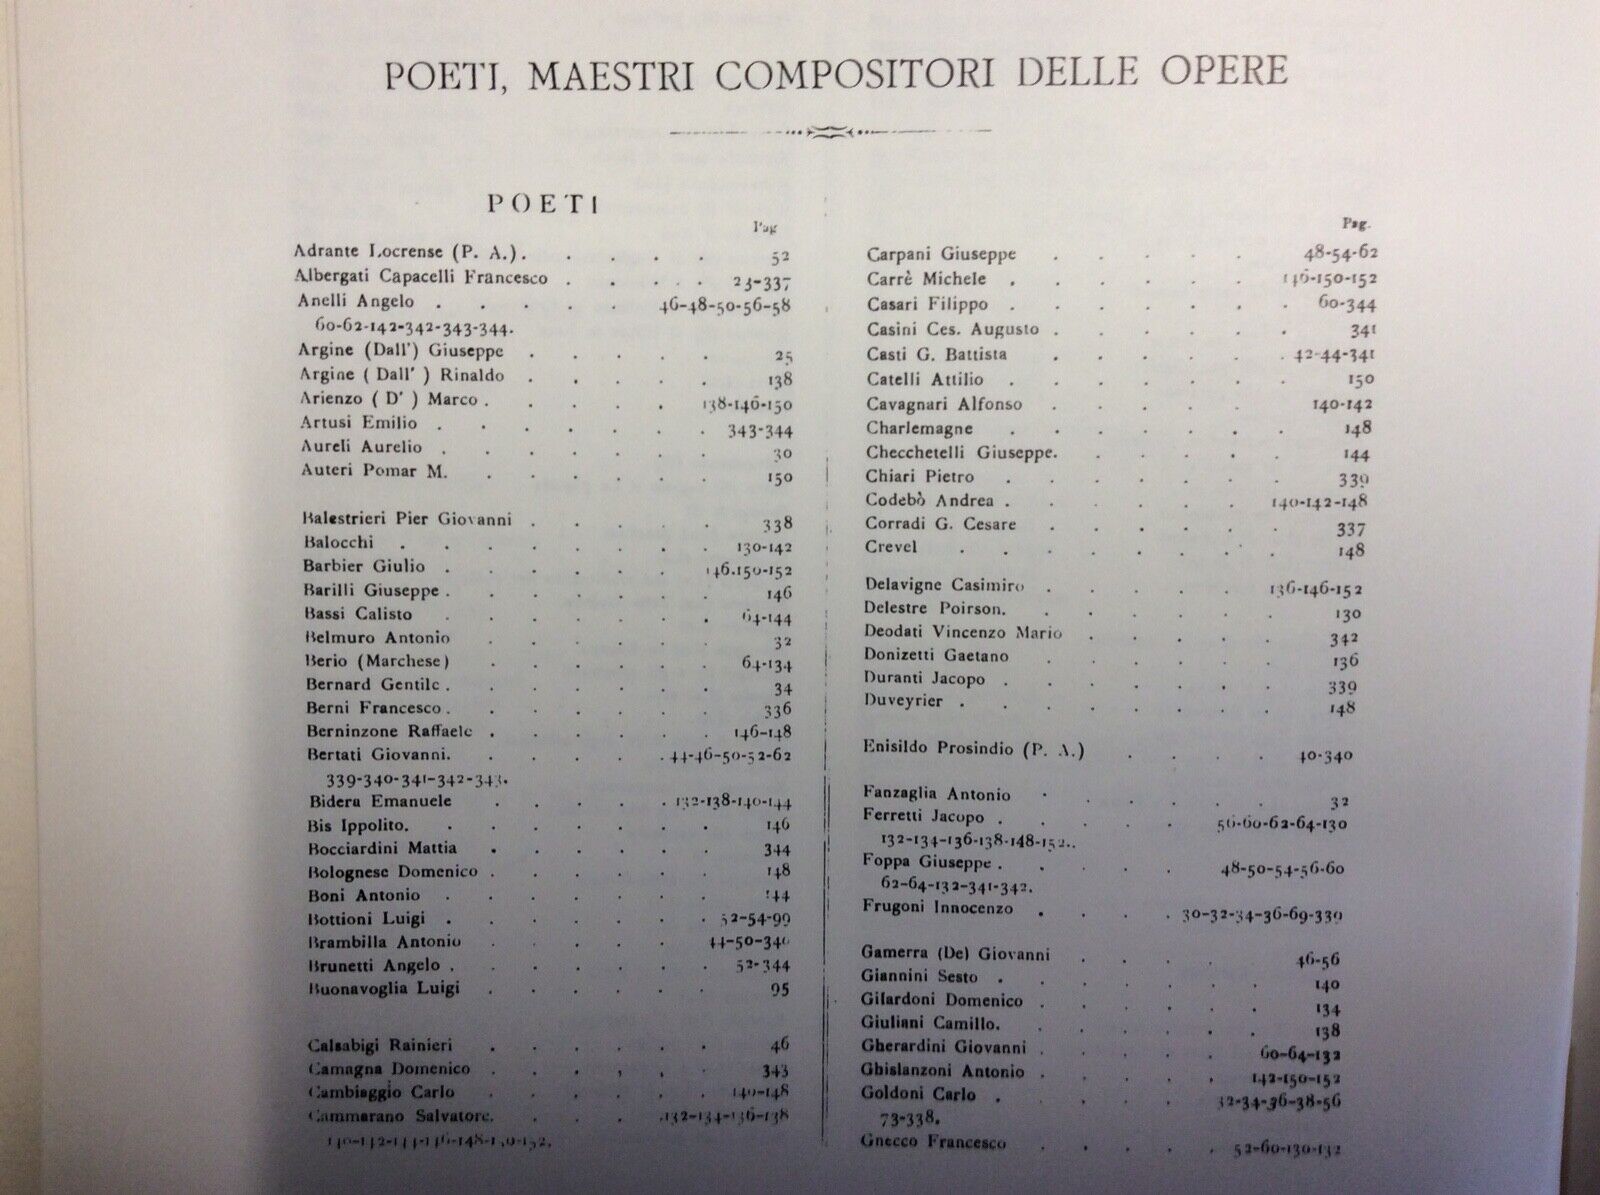 POETI, MAESTRI COMPOSITORI DELLE OPERE
POETI
Pag
Adrante Locrense (P. A.). . . . . 52
Albergati Capacelli Francesco . . . . 23-337
Anelli Angelo . . . . . 46-48-50-56-58
60-62-142-342-343-344.
Argine (Dall') Giuseppe . . . . . 25
Argine ( Dall' ) Rinaldo . . . . . 138
Arienzo ( D' ) Marco . . . . . 138-146-150
Artusi Emilio . . . . . . . 343-344
Aureli Aurelio . . . . . . . 30
Auteri Pomar M. . . . . . . 150
Balestrieri Pier Giovanni . . . . . 338
Balocchi . . . . . . . . 130-142
Barbier Giulio . . . . . . 146.150-152
Barilli Giuseppe . . . . . . . 146
Bassi Calisto . . . . . . . 64-144
Belmuro Antonio . . . . . . 32
Berio (Marchese) . . . . . . 64-134
Bernard Gentile . . . . . . . 34
Berni Francesco . . . . . . . 336
Berninzone Raffaele . . . . . . 146-148
Bertati Giovanni. . . . . . 44-46-50-52-62
339-340-341-342-343.
Bidera Emanuele . . . . . 132-138-140-144
Bis Ippolito. . . . . . . . 146
Bocciardini Mattia . . . . . . 344
Bolognese Domenico . . . . . . 148
Boni Antonio . . . . . . . 144
Bottioni Luigi . . . . . . . 52-54-99
Brambilla Antonio . . . . . 44-50-340
Brunetti Angelo . . . . . . . 52-344
Buonavoglia Luigi . . . . . . 95
Calsabigi Rainieri . . . . . . 46
Camagna Domenico . . . . . . 343
Cambiaggio Carlo . . . . . . 140-148
Cammarano Salvatore. . . . .132-134-136-138
140-142-144-146-148-150-152.
Pag.
Carpani Giuseppe . . . . . 48-54-62
Carrè Michele . . . . . . 146-150-152
Casari Filippo . . . . . . . 60-344
Casini Ces. Augusto . . . . . . 341
Casti G. Battista . . . . . . 42-44-341
Catelli Attilio . . . . . . . 150
Cavagnari Alfonso . . . . . 140-142
Charlemagne . . . . . . . 148
Checchetelli Giuseppe. . . . . . 144
Chiari Pietro . . . . . . . 339
Codebò Andrea . . . . . . . 140-142-148
Corradi G. Cesare . . . . . . 337
Crevel . . . . . . . . 148
Delavigne Casimiro . . . . . . 136-146-152
Delestre Poirson. . . . . . . 130
Deodati Vincenzo Mario . . . . . 342
Donizetti Gaetano . . . . . . 136
Duranti Jacopo . . . . . . . 339
Duveyrier . . . . . . . . 148
Enisildo Prosindio (P. A.) . . . . 40-340
Fanzaglia Antonio . . . . . . 32
Ferretti Jacopo . . . . . 56-60-62-64-130
132-134-136-138-148-152..
Foppa Giuseppe . . . . . 48-50-54-56-60
62-64-132-341-342.
Frugoni Innocenzo . . . . 30-32-34-36-69-339
Gamerra (De) Giovanni . . . . 46-56
Giannini Sesto . . . . . . . 140
Gilardoni Domenico . . . . . . 134
Giuliani Camillo. . . . . . . 138
Gherardini Giovanni . . . . . 60-64-132
Ghislanzoni Antonio . . . . . 142-150-152
Goldoni Carlo . . . . . 32-34-36-38-56
73-338.
Gnecco Francesco . . . . . 52-60-130-132